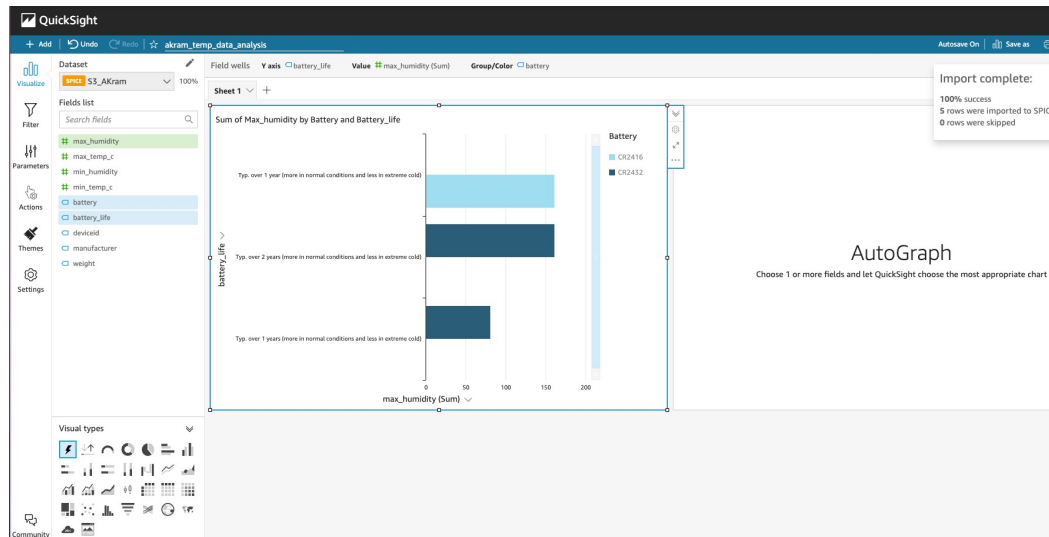 QuickSight
+ Add
Undo
Redo
akram_temp_data_analysis
Autosave On
Save as
Visualize
Filter
Parameters
Actions
Themes
Settings
Community
Dataset
SPICE S3_AKram 100%
Fields list
Search fields
# max_humidity
# max_temp_c
# min_humidity
# min_temp_c
battery
battery_life
deviceid
manufacturer
weight
Visual types
Field wells Y axis battery_life Value # max_humidity (Sum) Group/Color battery
Sheet 1 +
Sum of Max_humidity by Battery and Battery_life
battery_life
Typ. over 1 year (more in normal conditions and less in extreme cold)
Typ. over 2 years (more in normal conditions and less in extreme cold)
Typ. over 1 years (more in normal conditions and less in extreme cold)
0 50 100 150 200
max_humidity (Sum)
Battery
CR2416
CR2432
Import complete:
100% success
5 rows were imported to SPIC
0 rows were skipped
AutoGraph
Choose 1 or more fields and let QuickSight choose the most appropriate chart